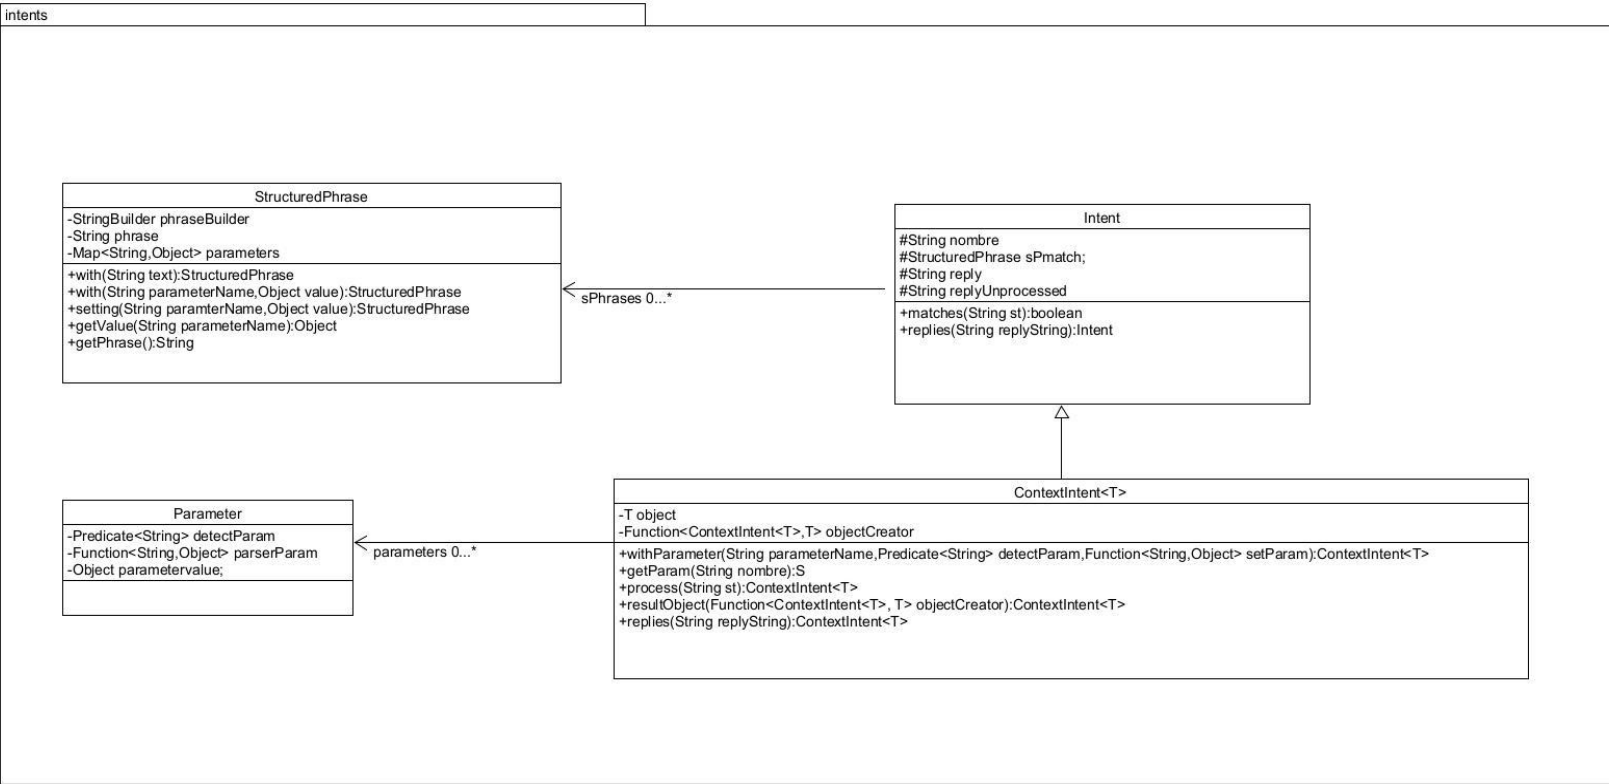 intents
StructuredPhrase
-StringBuilder phraseBuilder
-String phrase
-Map<String,Object> parameters
+with(String text):StructuredPhrase
+with(String parameterName,Object value):StructuredPhrase
+setting(String paramterName,Object value):StructuredPhrase
+getValue(String parameterName):Object
+getPhrase():String
sPhrases 0...*
Intent
#String nombre
#StructuredPhrase sPmatch;
#String reply
#String replyUnprocessed
+matches(String st):boolean
+replies(String replyString):Intent
Parameter
-Predicate<String> detectParam
-Function<String,Object> parserParam
-Object parametervalue;
parameters 0...*
ContextIntent<T>
-T object
-Function<ContextIntent<T>,T> objectCreator
+withParameter(String parameterName,Predicate<String> detectParam,Function<String,Object> setParam):ContextIntent<T>
+getParam(String nombre):S
+process(String st):ContextIntent<T>
+resultObject(Function<ContextIntent<T>, T> objectCreator):ContextIntent<T>
+replies(String replyString):ContextIntent<T>